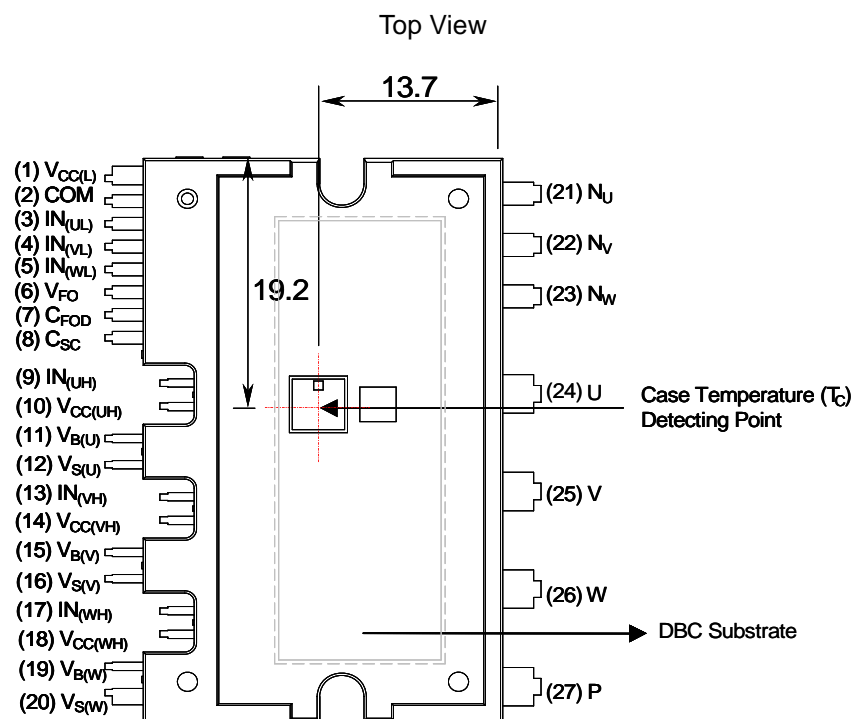 Top View
13.7
(1) VCC(L)
(2) COM
(3) IN(UL)
(4) IN(VL)
(5) IN(WL)
(6) VFO
(7) CFOD
(8) CSC
(9) IN(UH)
(10) VCC(UH)
(11) VB(U)
(12) VS(U)
(13) IN(VH)
(14) VCC(VH)
(15) VB(V)
(16) VS(V)
(17) IN(WH)
(18) VCC(WH)
(19) VB(W)
(20) VS(W)
19.2
(21) NU
(22) NV
(23) NW
(24) U
(25) V
(26) W
(27) P
Case Temperature (TC)
Detecting Point
DBC Substrate